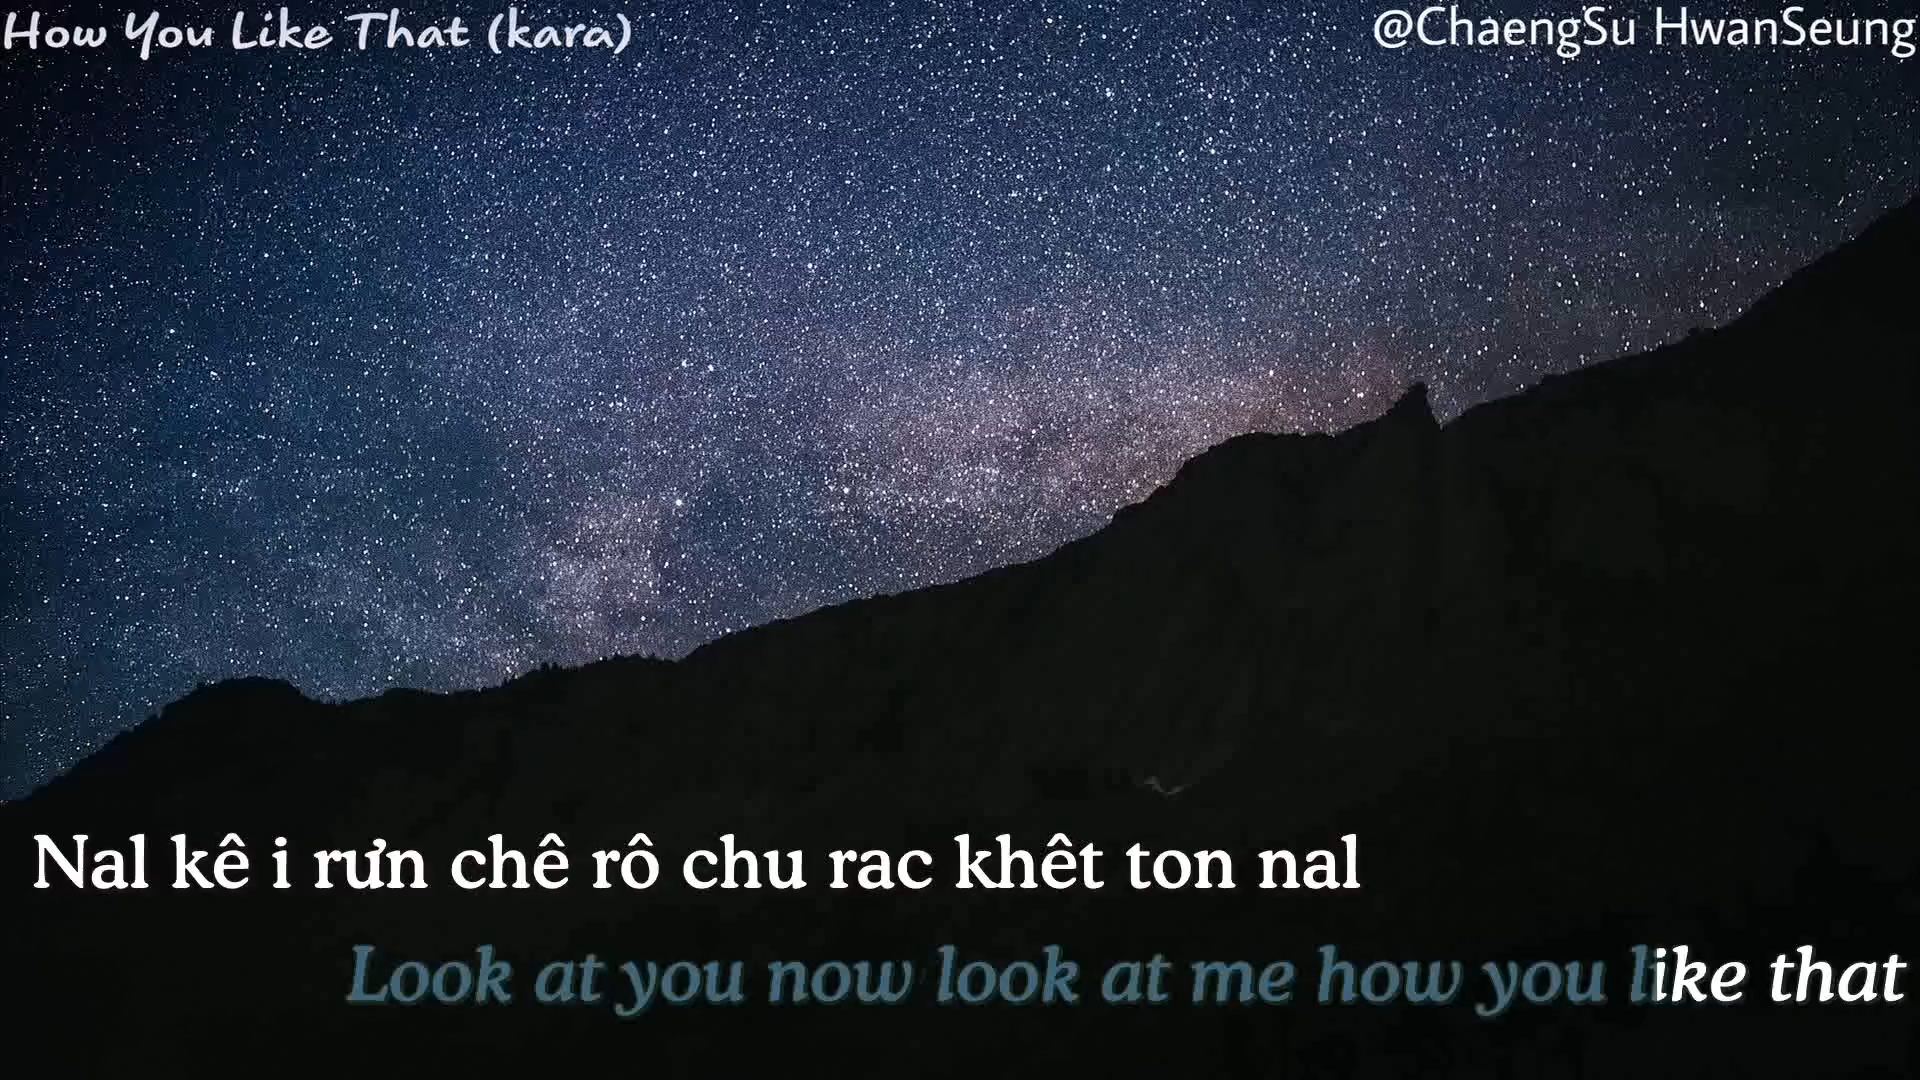 How You Like That (kara)
@ChaengSu HwanSeung
Nal kê i rưn chê rô chu rac khêt ton nal
Look at you now look at me how you like that